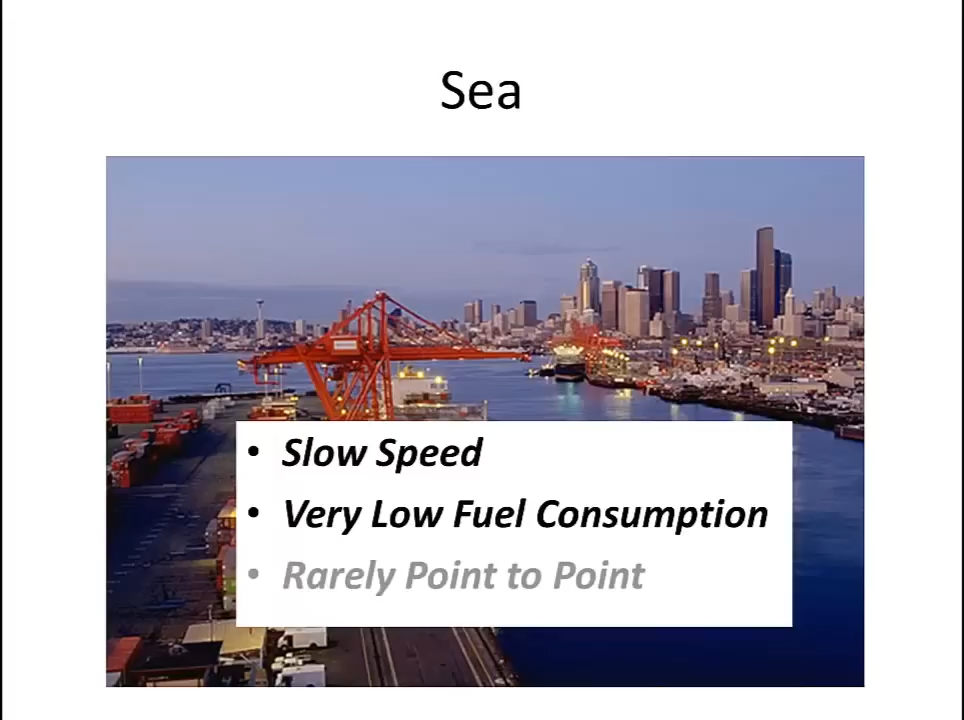 Sea
• Slow Speed
• Very Low Fuel Consumption
• Rarely Point to Point